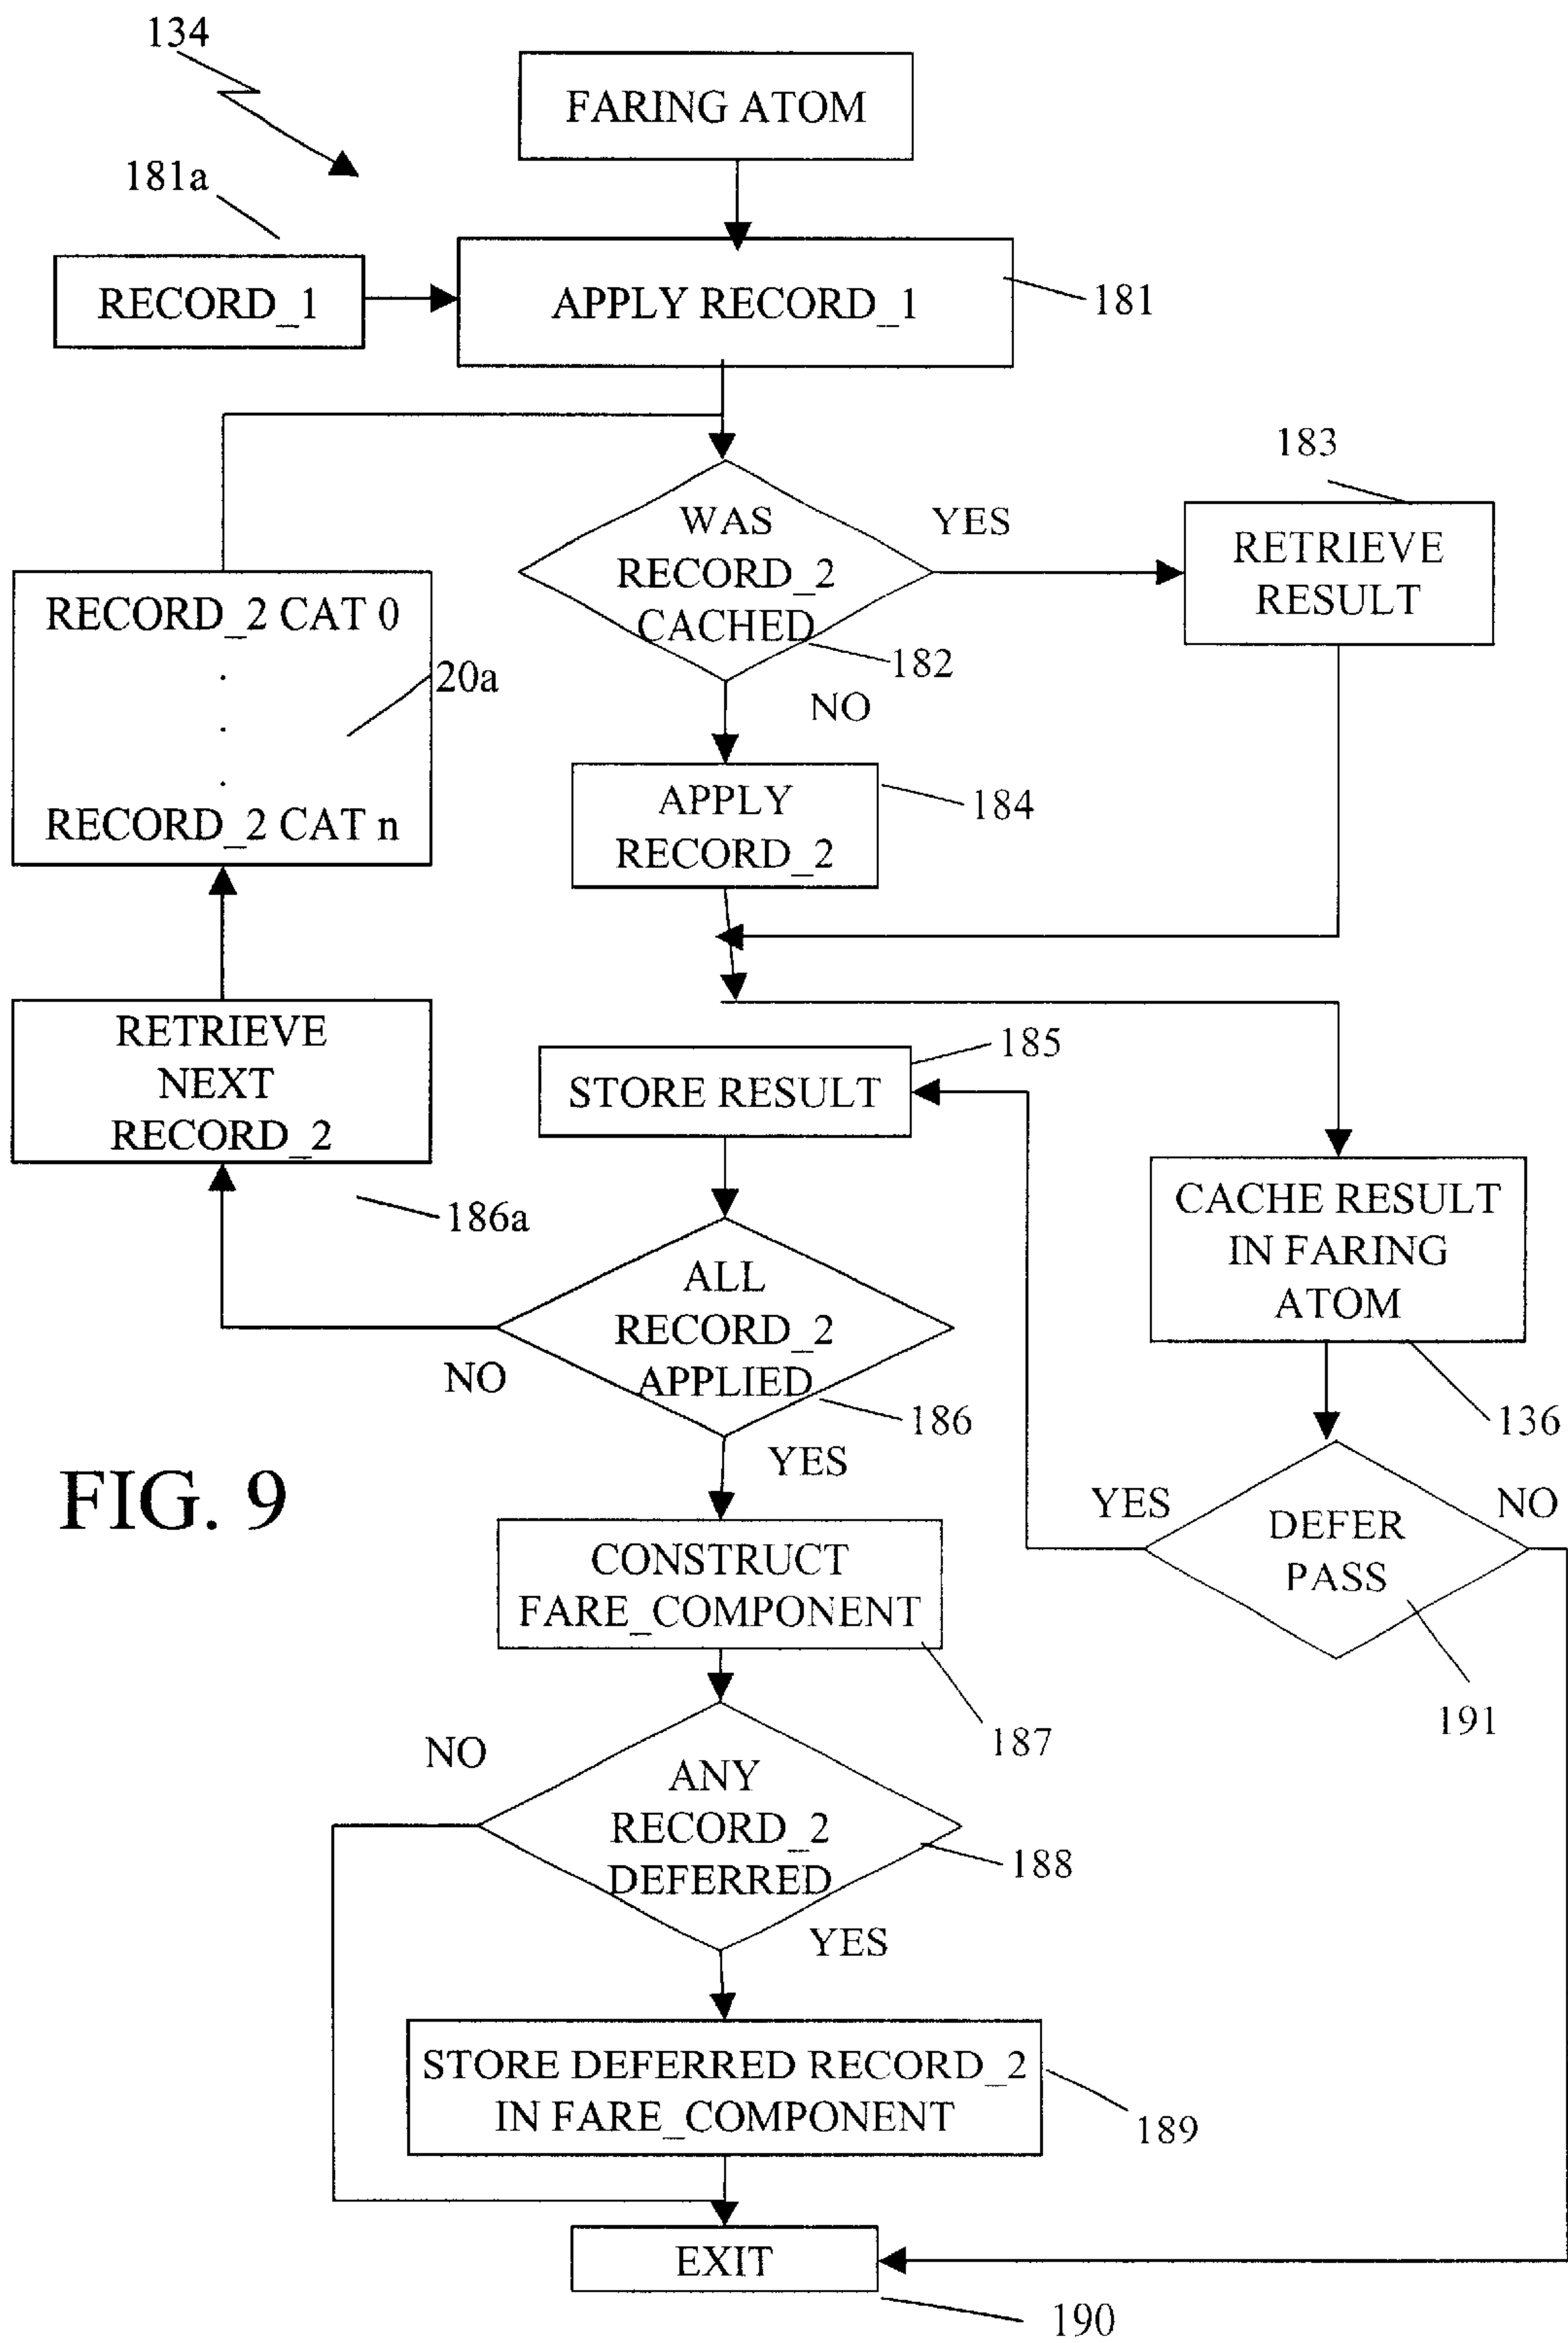 134
FARING ATOM
181a
RECORD_1
APPLY RECORD_1
181
183
WAS
RECORD_2
CACHED
YES
182
NO
RETRIEVE
RESULT
RECORD_2 CAT 0
.
.
.
RECORD_2 CAT n
20a
APPLY
RECORD_2
184
RETRIEVE
NEXT
RECORD_2
186a
STORE RESULT
185
CACHE RESULT
IN FARING
ATOM
136
ALL
RECORD_2
APPLIED
NO
186
YES
FIG. 9
YES
DEFER
PASS
NO
191
CONSTRUCT
FARE_COMPONENT
187
NO
ANY
RECORD_2
DEFERRED
188
YES
STORE DEFERRED RECORD_2
IN FARE_COMPONENT
189
EXIT
190